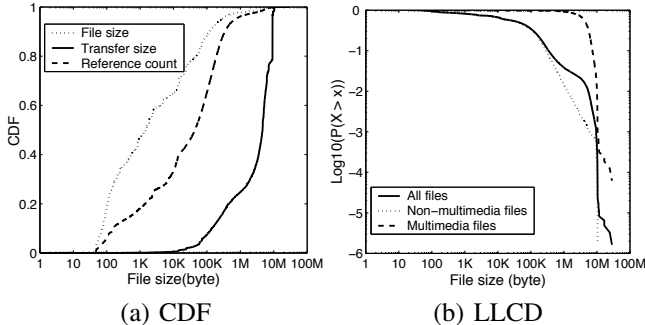 CDF
1
0.8
0.6
0.4
0.2
0
File size
Transfer size
Reference count
1 10 100 1K 10K 100K 1M 10M 100M
File size(byte)
(a) CDF
Log10(P(X > x))
0
−1
−2
−3
−4
−5
−6
All files
Non−multimedia files
Multimedia files
1 10 100 1K 10K 100K 1M 10M 100M
File size (byte)
(b) LLCD